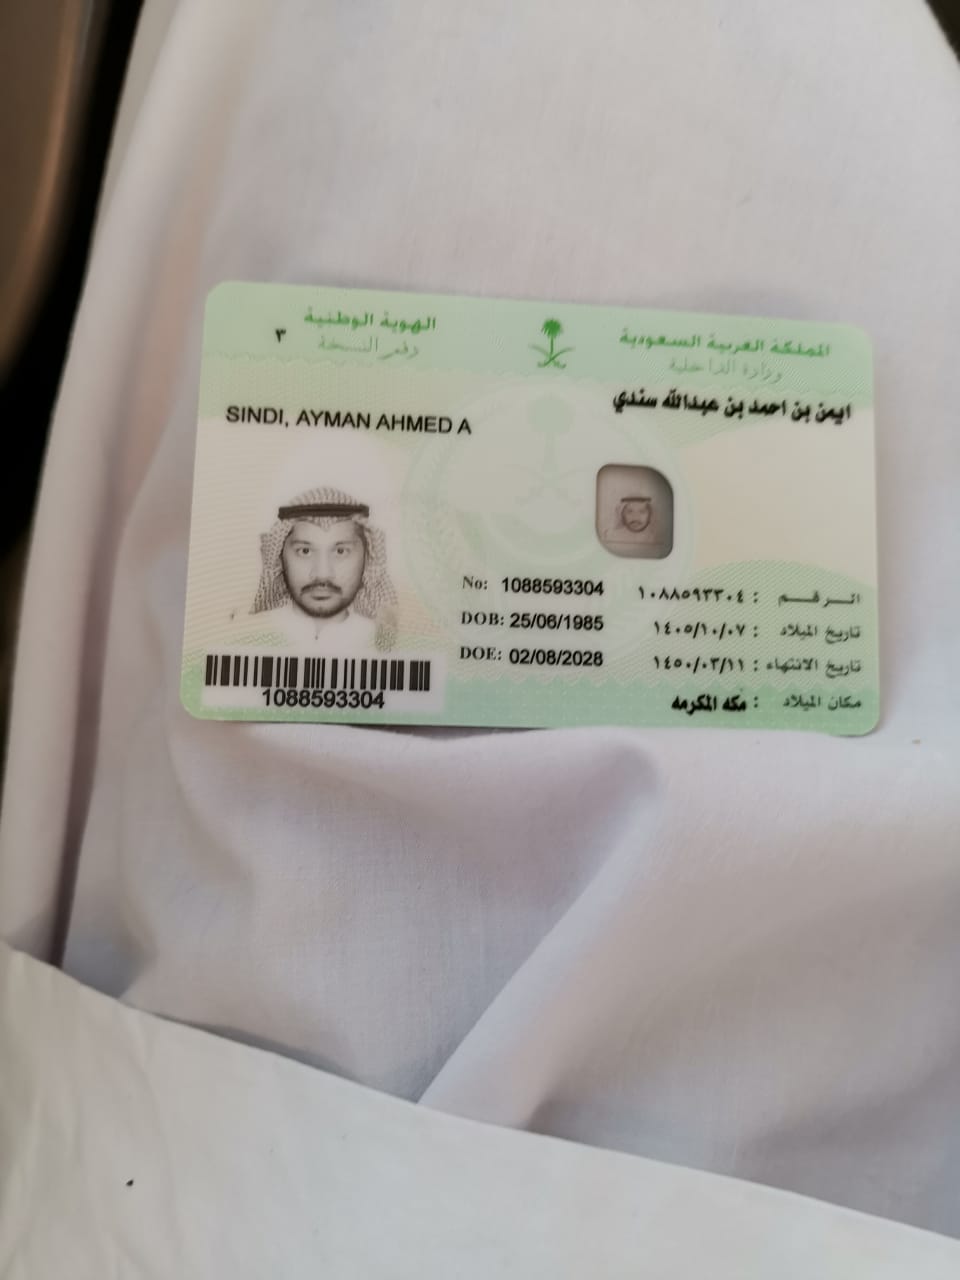 المملكة العربية السعودية
وزارة الداخلية
الهوية الوطنية
رقم النسخة ٣
ايمن بن احمد بن عبدالله سندي
SINDI, AYMAN AHMED A
No: 1088593304
الرقم : ١٠٨٨٥٩٣٣٠٤
DOB: 25/06/1985
تاريخ الميلاد : ١٤٠٥/١٠/٠٧
DOE: 02/08/2028
تاريخ الانتهاء : ١٤٥٠/٠٣/١١
مكان الميلاد : مكه المكرمه
1088593304